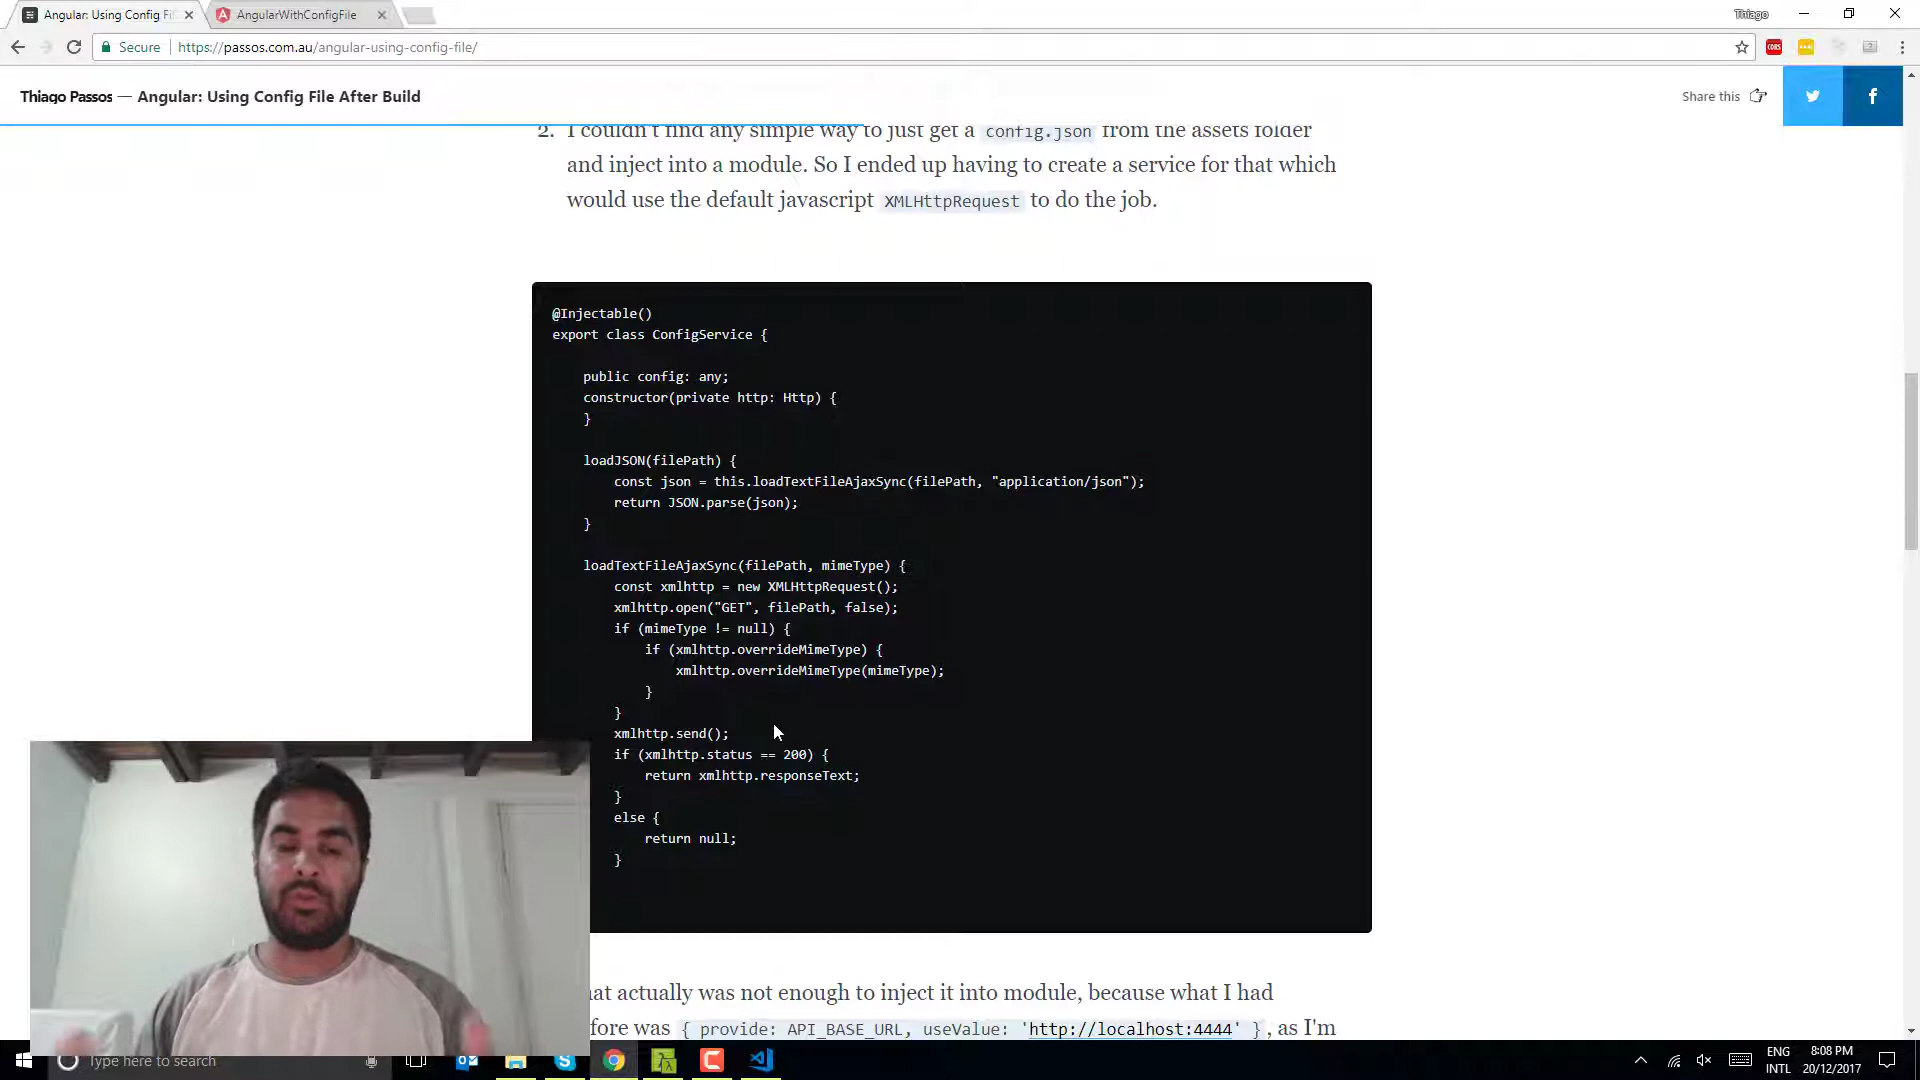 Angular: Using Config Fi
AngularWithConfigFile
Thiago
Secure
https://passos.com.au/angular-using-config-file/
Thiago Passos — Angular: Using Config File After Build
Share this
2. I couldn't find any simple way to just get a config.json from the assets folder
and inject into a module. So I ended up having to create a service for that which
would use the default javascript XMLHttpRequest to do the job.
@Injectable()
export class ConfigService {
public config: any;
constructor(private http: Http) {
}
loadJSON(filePath) {
const json = this.loadTextFileAjaxSync(filePath, "application/json");
return JSON.parse(json);
}
loadTextFileAjaxSync(filePath, mimeType) {
const xmlhttp = new XMLHttpRequest();
xmlhttp.open("GET", filePath, false);
if (mimeType != null) {
if (xmlhttp.overrideMimeType) {
xmlhttp.overrideMimeType(mimeType);
}
}
xmlhttp.send();
if (xmlhttp.status == 200) {
return xmlhttp.responseText;
}
else {
return null;
}
at actually was not enough to inject it into module, because what I had
fore was { provide: API_BASE_URL, useValue: 'http://localhost:4444' }, as I'm
Type here to search
ENG
INTL
8:08 PM
20/12/2017